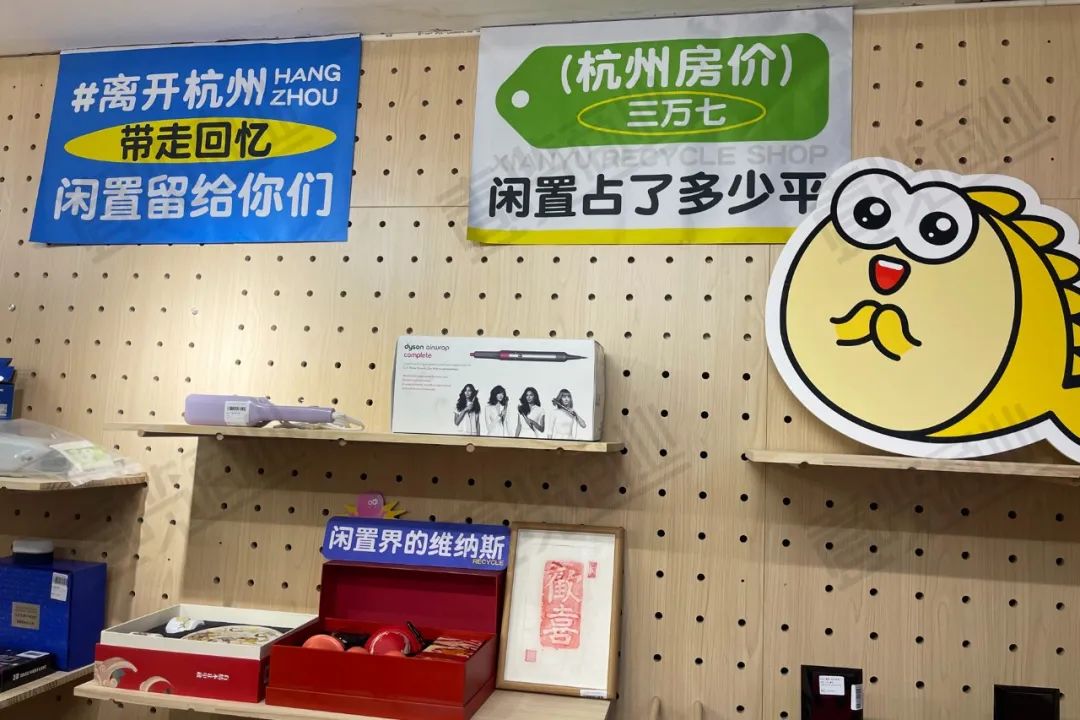 #离开杭州 HANG ZHOU
带走回忆
闲置留给你们
(杭州房价)
三万七
XIANYU RECYCLE SHOP
闲置占了多少平
dyson airwrap
complete
闲置界的维纳斯
RECYCLE
歡喜